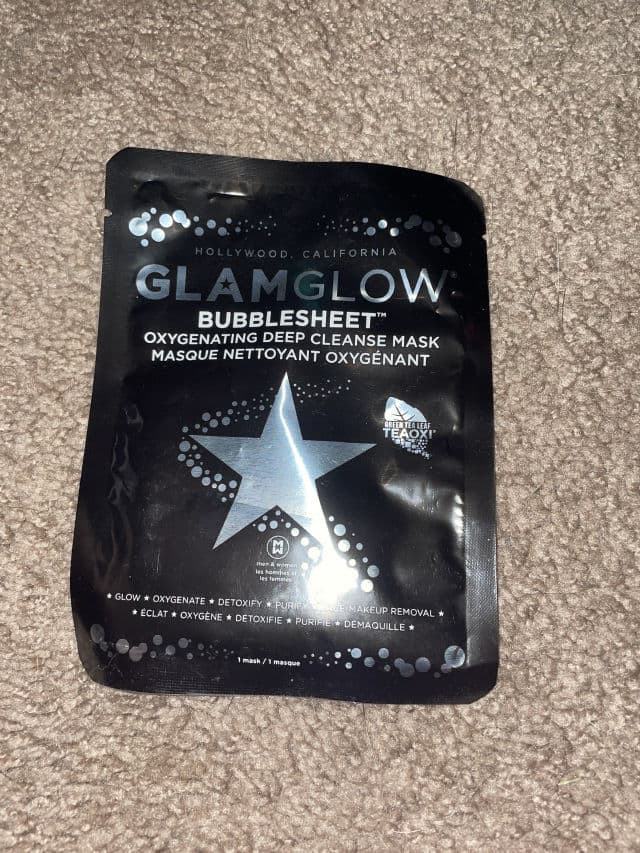 HOLLYWOOD, CALIFORNIA
GLAMGLOW®
BUBBLESHEET™
OXYGENATING DEEP CLEANSE MASK
MASQUE NETTOYANT OXYGÉNANT
GREEN TEA LEAF
TEAOXI®
M
W
men & women
les hommes et
les femmes
★ GLOW ★ OXYGENATE ★ DETOXIFY ★ PURIFY MAKEUP REMOVAL ★
★ ÉCLAT ★ OXYGÈNE ★ DÉTOXIFIE ★ PURIFIE ★ DÉMAQUILLE ★
1 mask / 1 masque